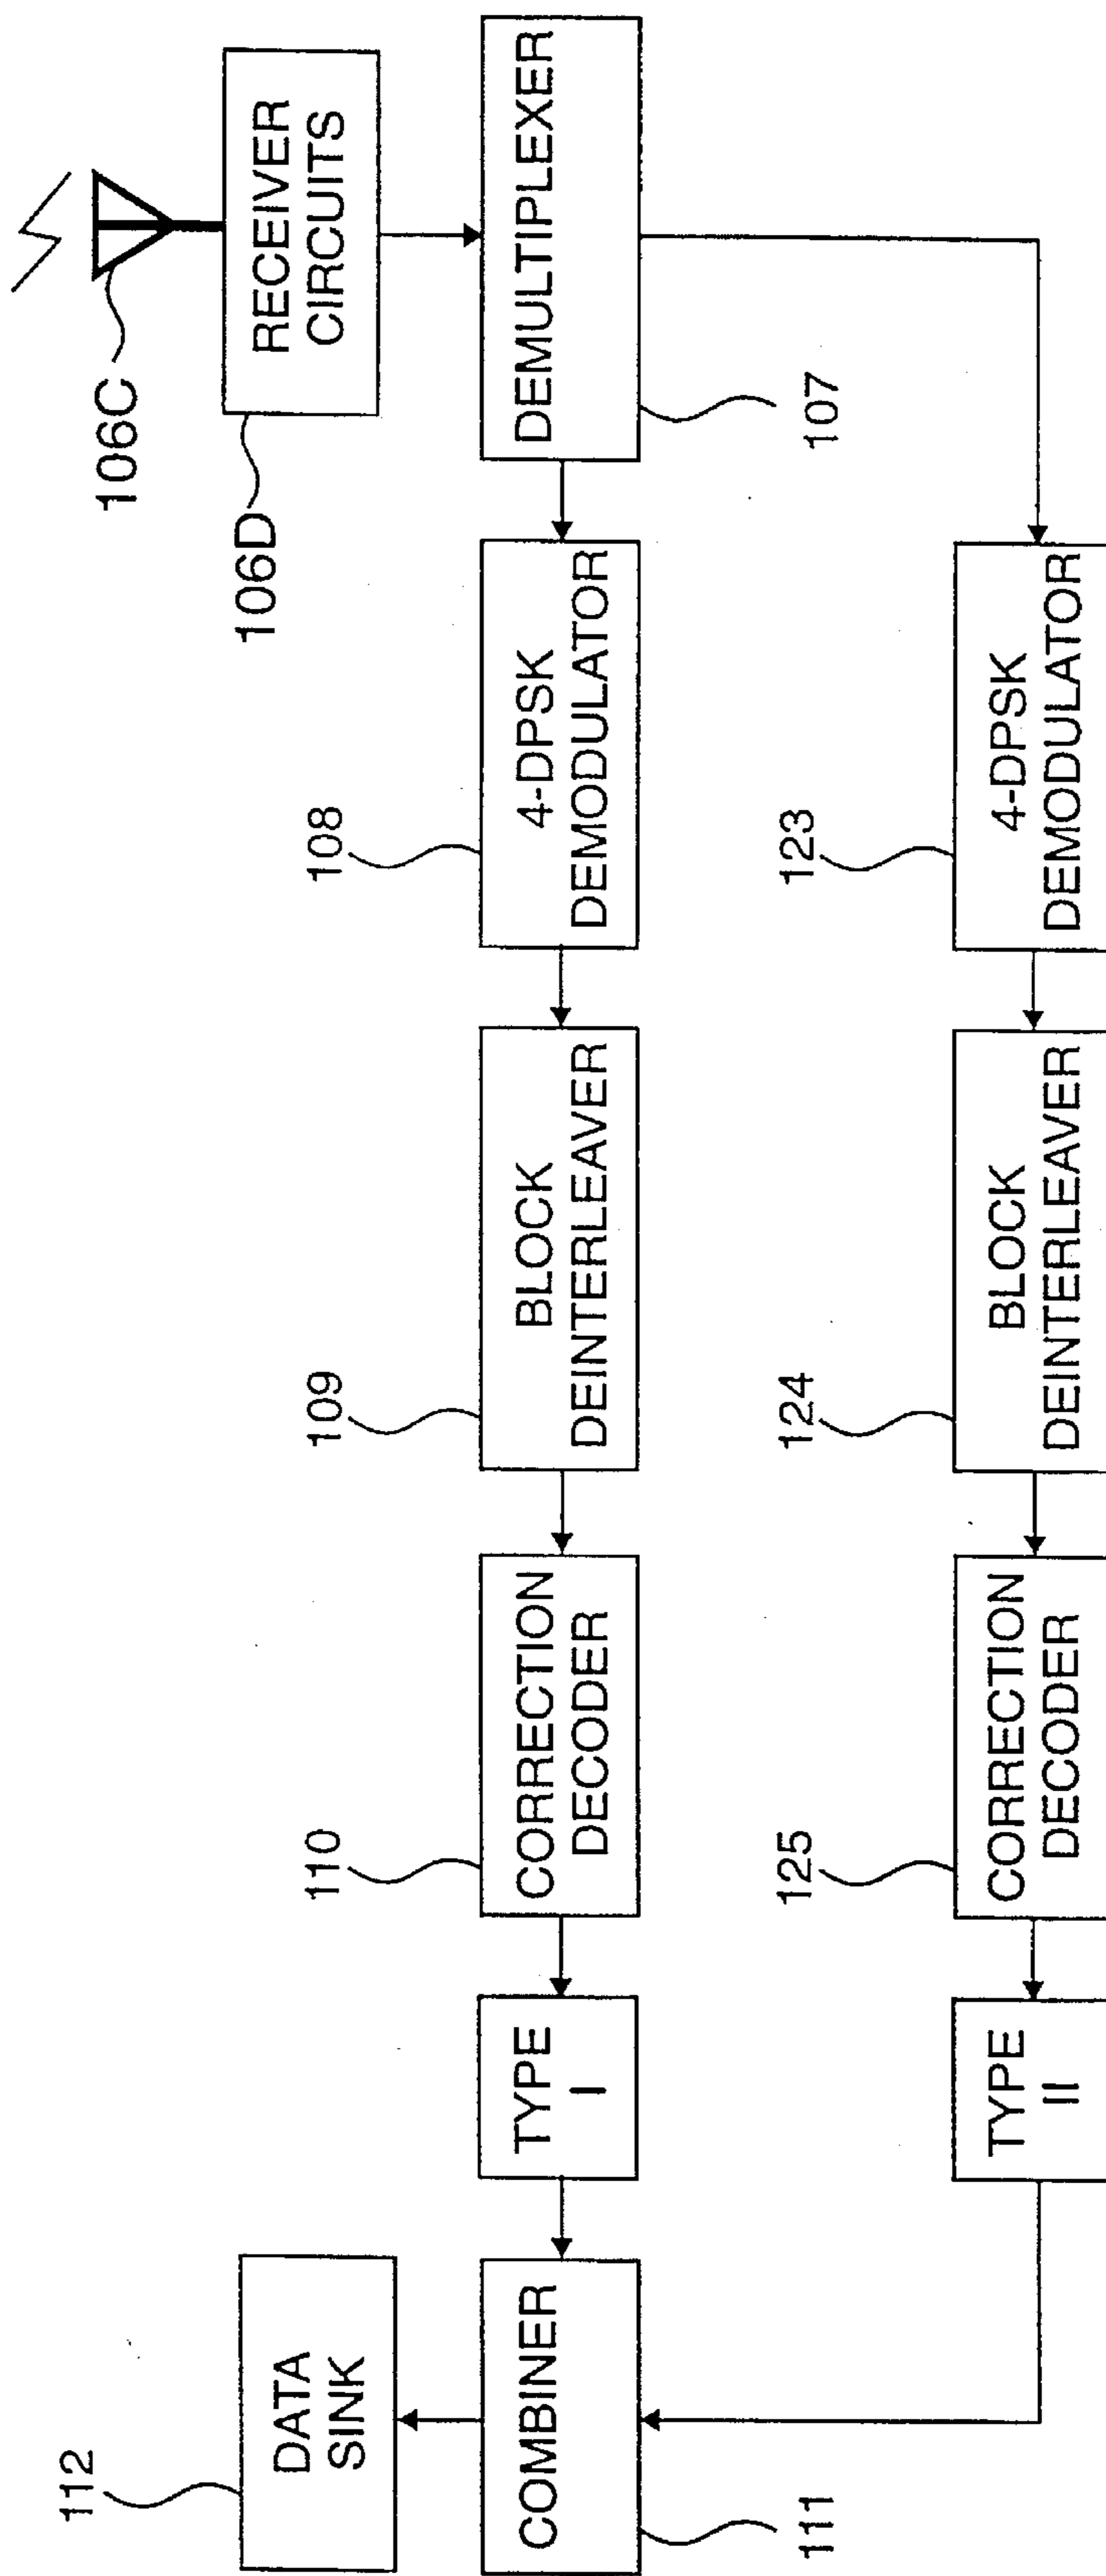 106C
106D
RECEIVER
CIRCUITS
DEMULTIPLEXER
107
108
4-DPSK
DEMODULATOR
109
BLOCK
DEINTERLEAVER
110
CORRECTION
DECODER
TYPE
I
COMBINER
111
112
DATA
SINK
123
4-DPSK
DEMODULATOR
124
BLOCK
DEINTERLEAVER
125
CORRECTION
DECODER
TYPE
II